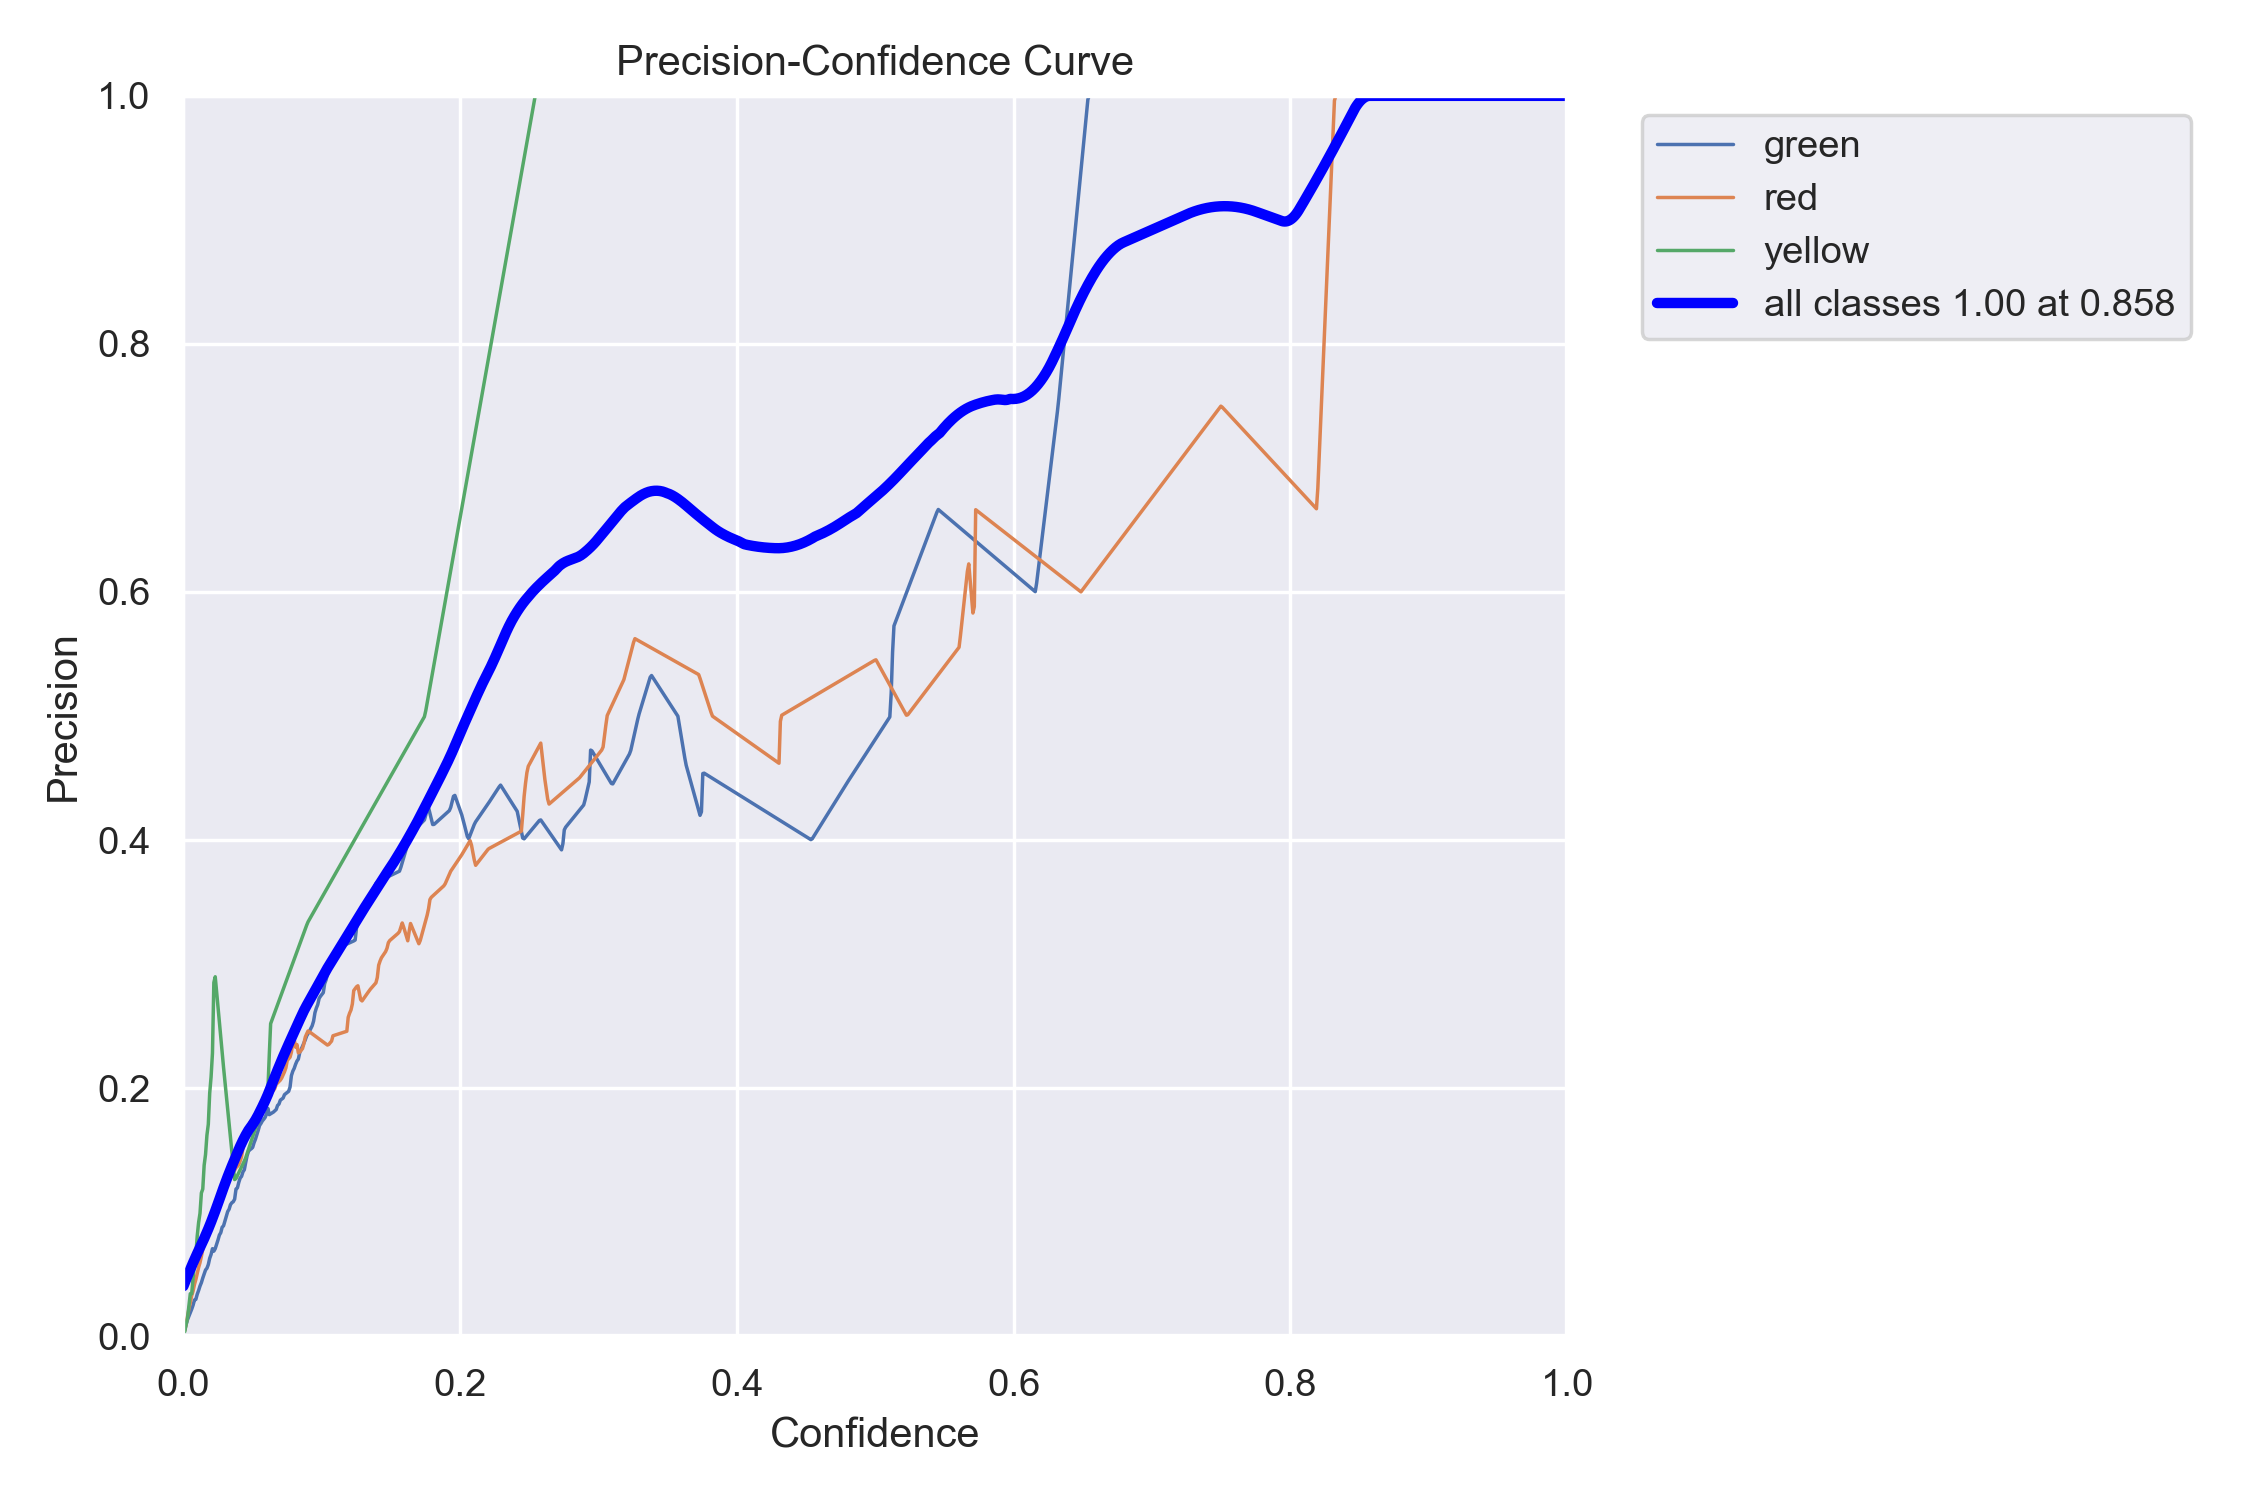 Precision-Confidence Curve
1.0
0.8
0.6
0.4
0.2
0.0
Precision
0.0 0.2 0.4 0.6 0.8 1.0
Confidence
green
red
yellow
all classes 1.00 at 0.858